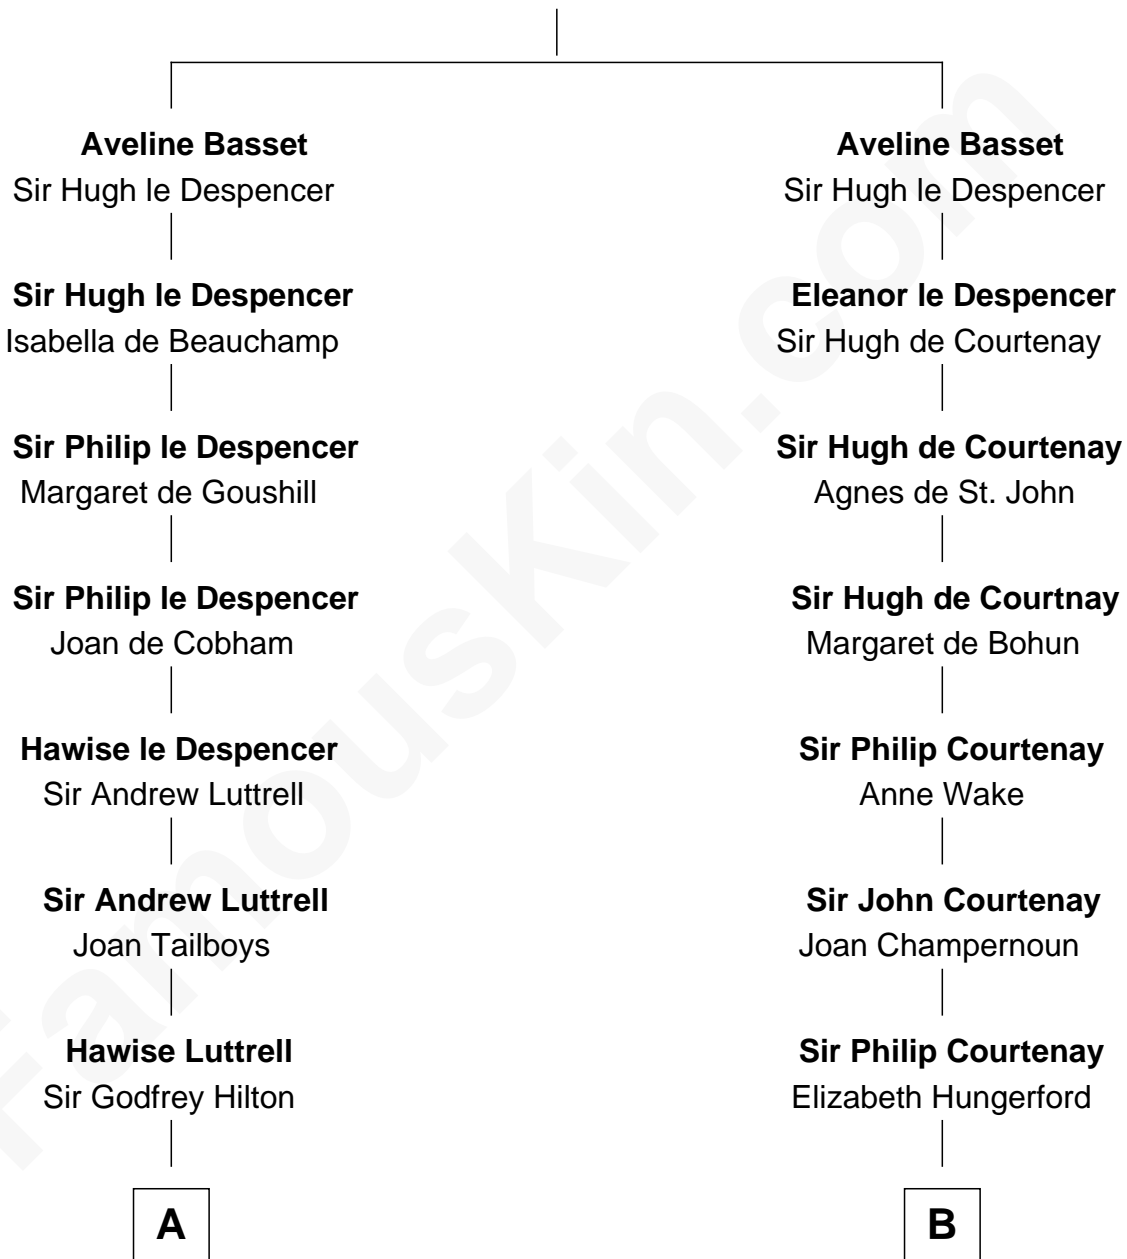 Aveline Basset
Sir Hugh le Despencer
Sir Hugh le Despencer
Isabella de Beauchamp
Sir Philip le Despencer
Margaret de Goushill
Sir Philip le Despencer
Joan de Cobham
Hawise le Despencer
Sir Andrew Luttrell
Sir Andrew Luttrell
Joan Tailboys
Hawise Luttrell
Sir Godfrey Hilton
A
Aveline Basset
Sir Hugh le Despencer
Eleanor le Despencer
Sir Hugh de Courtenay
Sir Hugh de Courtenay
Agnes de St. John
Sir Hugh de Courtnay
Margaret de Bohun
Sir Philip Courtenay
Anne Wake
Sir John Courtenay
Joan Champernoun
Sir Philip Courtenay
Elizabeth Hungerford
B
FamousKin.com